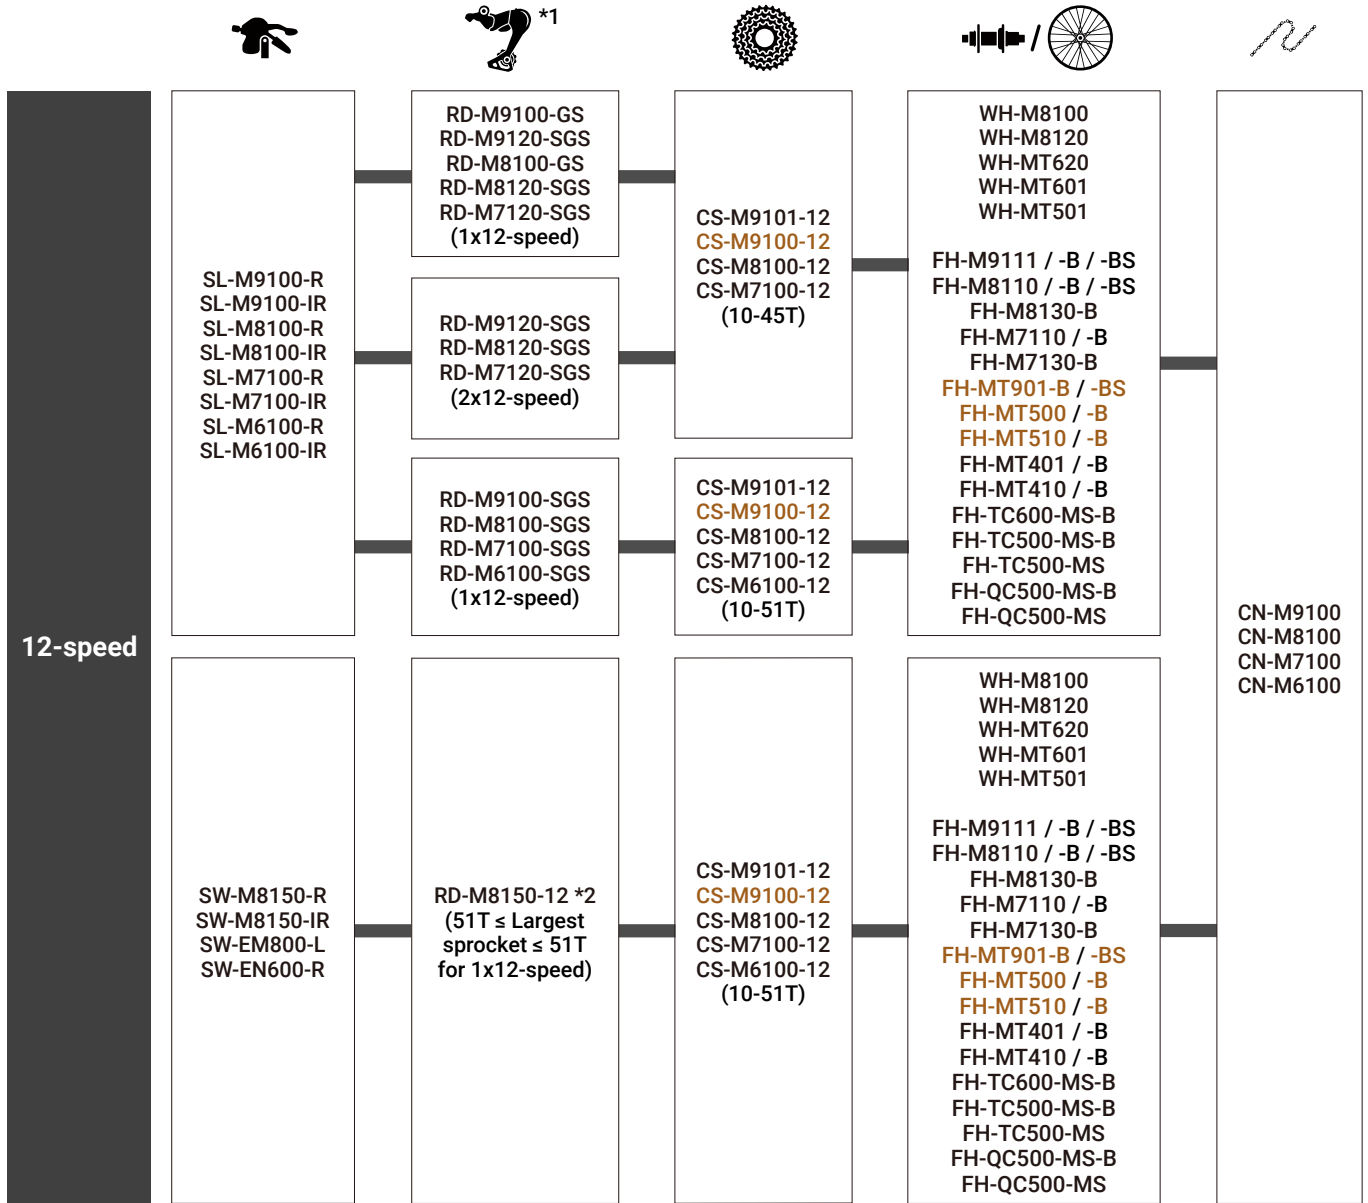 *1
/
12-speed
SL-M9100-R
SL-M9100-IR
SL-M8100-R
SL-M8100-IR
SL-M7100-R
SL-M7100-IR
SL-M6100-R
SL-M6100-IR
RD-M9100-GS
RD-M9120-SGS
RD-M8100-GS
RD-M8120-SGS
RD-M7120-SGS
(1x12-speed)
RD-M9120-SGS
RD-M8120-SGS
RD-M7120-SGS
(2x12-speed)
RD-M9100-SGS
RD-M8100-SGS
RD-M7100-SGS
RD-M6100-SGS
(1x12-speed)
CS-M9101-12
CS-M9100-12
CS-M8100-12
CS-M7100-12
(10-45T)
CS-M9101-12
CS-M9100-12
CS-M8100-12
CS-M7100-12
CS-M6100-12
(10-51T)
WH-M8100
WH-M8120
WH-MT620
WH-MT601
WH-MT501
FH-M9111 / -B / -BS
FH-M8110 / -B / -BS
FH-M8130-B
FH-M7110 / -B
FH-M7130-B
FH-MT901-B / -BS
FH-MT500 / -B
FH-MT510 / -B
FH-MT401 / -B
FH-MT410 / -B
FH-TC600-MS-B
FH-TC500-MS-B
FH-TC500-MS
FH-QC500-MS-B
FH-QC500-MS
SW-M8150-R
SW-M8150-IR
SW-EM800-L
SW-EN600-R
RD-M8150-12 *2
(51T ≤ Largest
sprocket ≤ 51T
for 1x12-speed)
CS-M9101-12
CS-M9100-12
CS-M8100-12
CS-M7100-12
CS-M6100-12
(10-51T)
WH-M8100
WH-M8120
WH-MT620
WH-MT601
WH-MT501
FH-M9111 / -B / -BS
FH-M8110 / -B / -BS
FH-M8130-B
FH-M7110 / -B
FH-M7130-B
FH-MT901-B / -BS
FH-MT500 / -B
FH-MT510 / -B
FH-MT401 / -B
FH-MT410 / -B
FH-TC600-MS-B
FH-TC500-MS-B
FH-TC500-MS
FH-QC500-MS-B
FH-QC500-MS
CN-M9100
CN-M8100
CN-M7100
CN-M6100